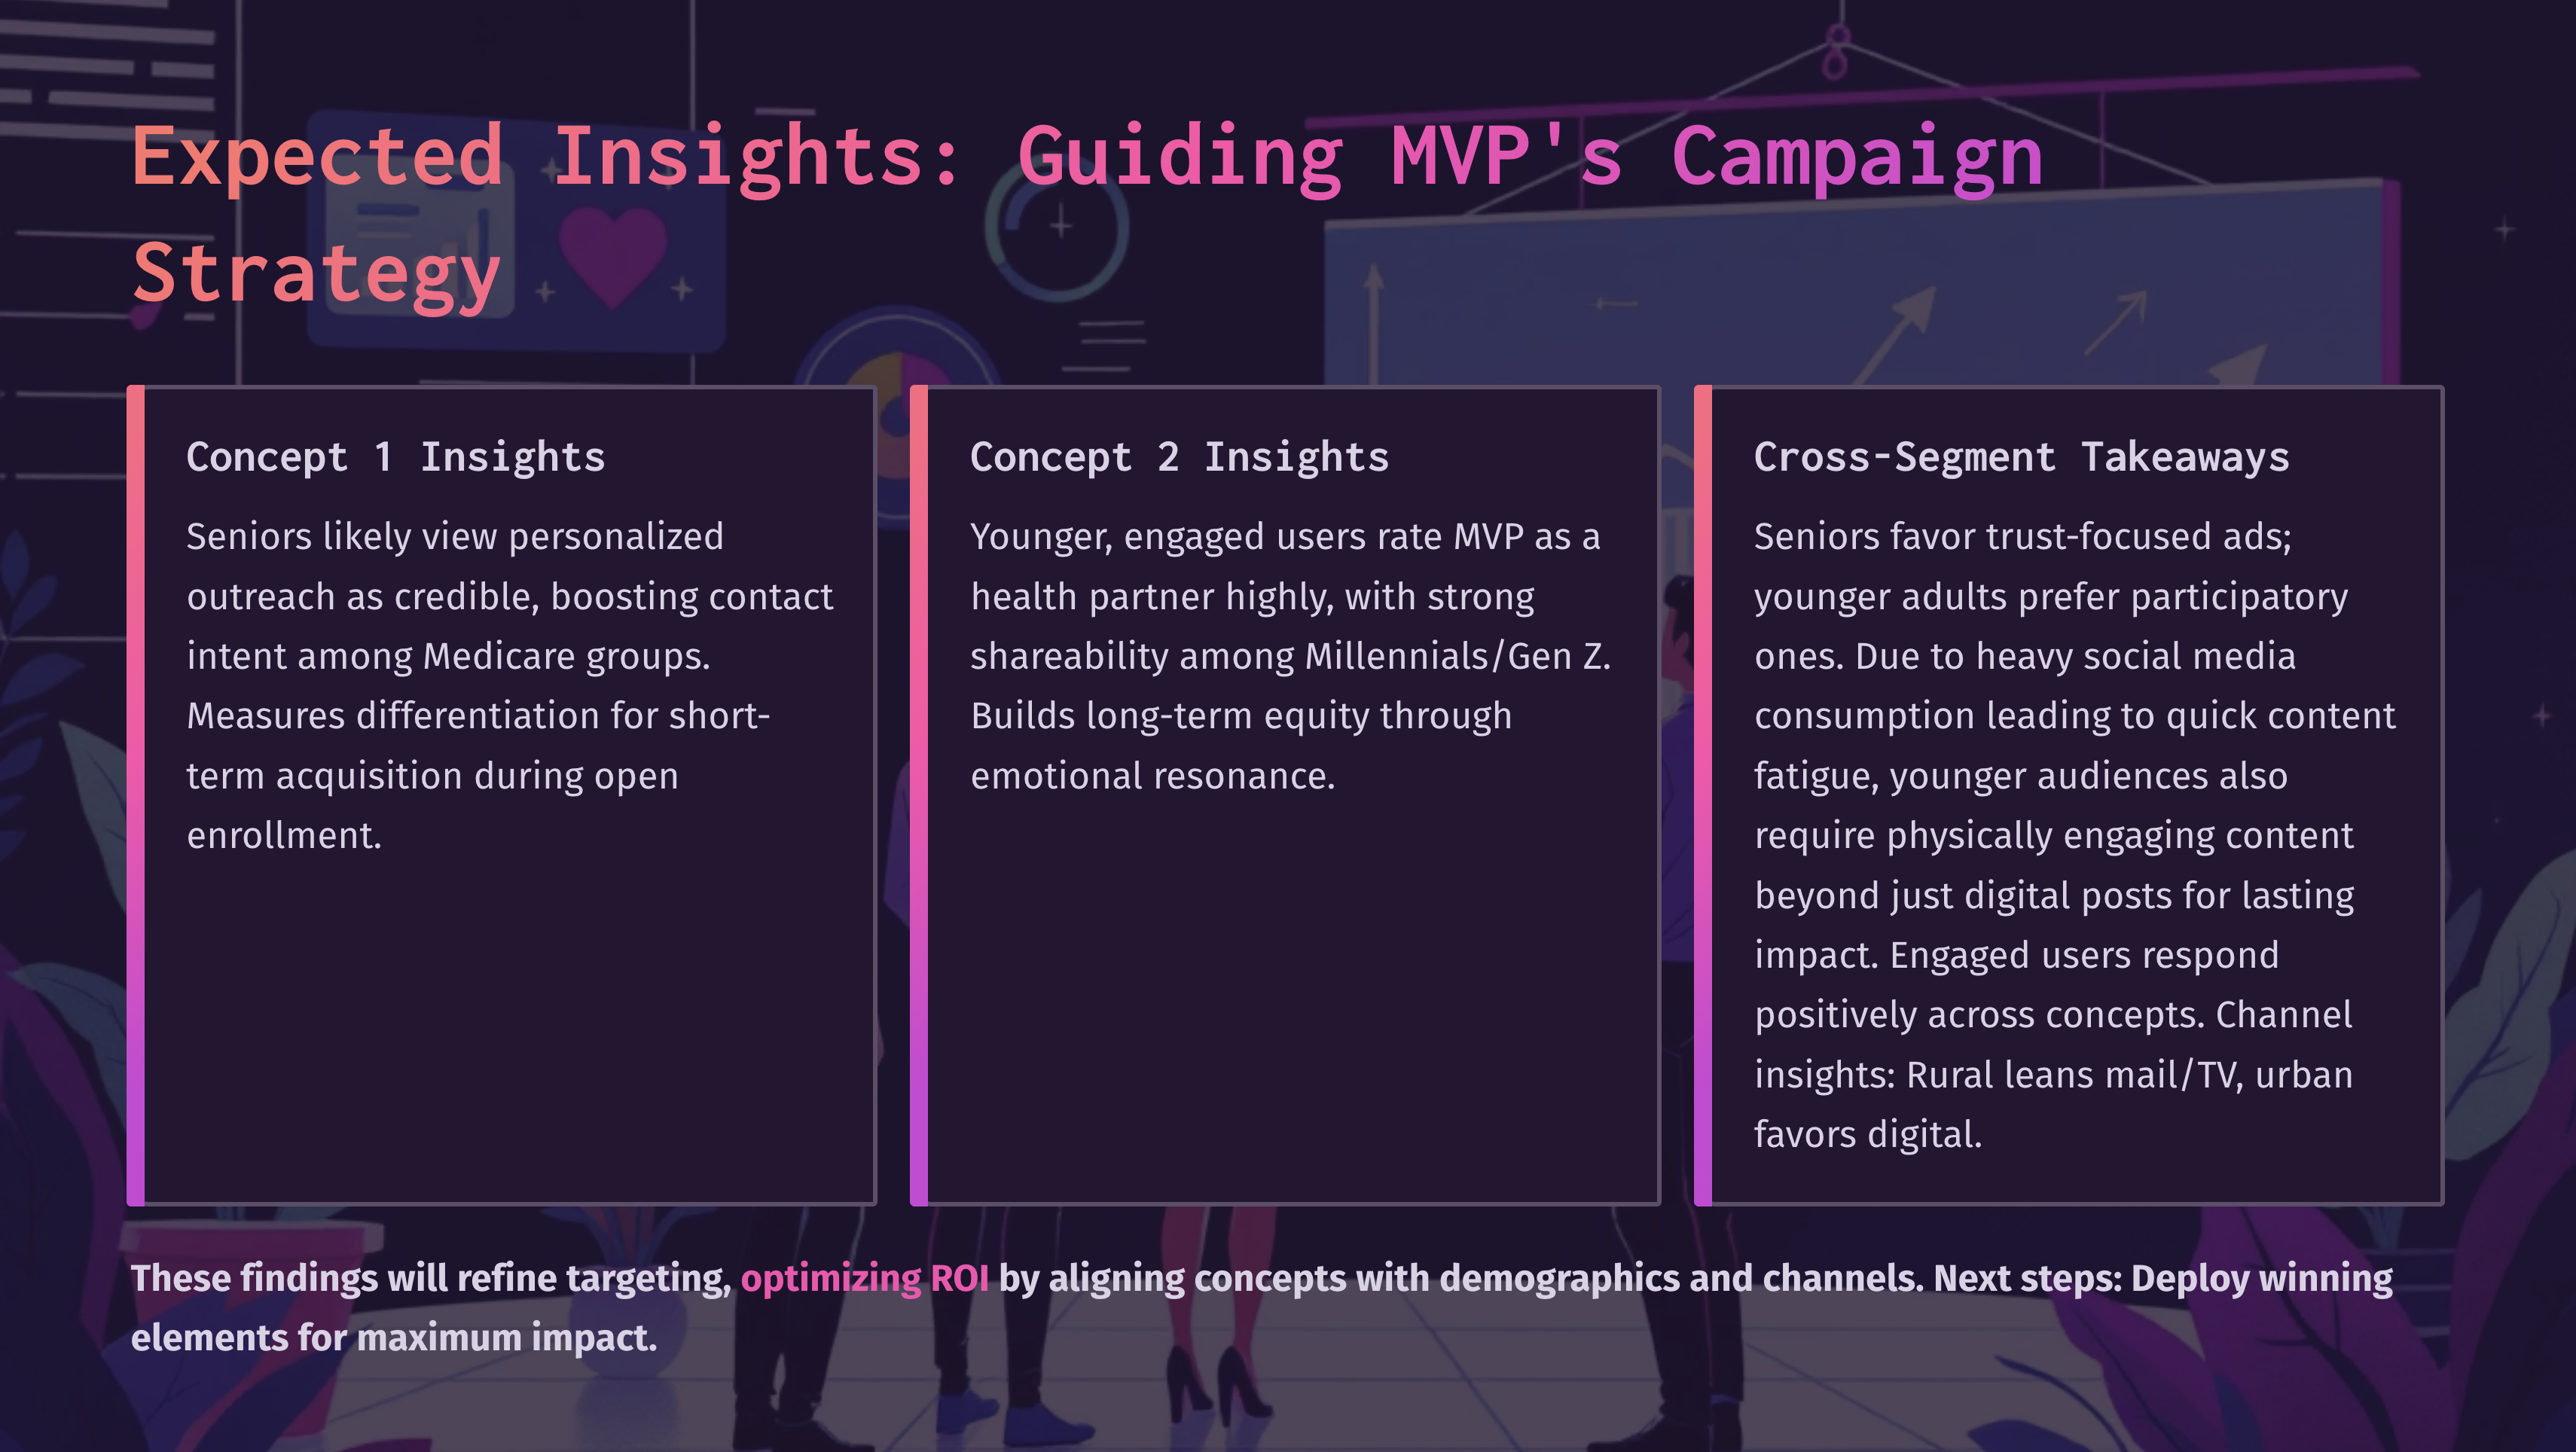 Expected Insights: Guiding MVP's Campaign
Strategy
Concept 1 Insights
Seniors likely view personalized
outreach as credible, boosting contact
intent among Medicare groups.
Measures differentiation for short-
term acquisition during open
enrollment.
Concept 2 Insights
Younger, engaged users rate MVP as a
health partner highly, with strong
shareability among Millennials/Gen Z.
Builds long-term equity through
emotional resonance.
Cross-Segment Takeaways
Seniors favor trust-focused ads;
younger adults prefer participatory
ones. Due to heavy social media
consumption leading to quick content
fatigue, younger audiences also
require physically engaging content
beyond just digital posts for lasting
impact. Engaged users respond
positively across concepts. Channel
insights: Rural leans mail/TV, urban
favors digital.
These findings will refine targeting, optimizing ROI by aligning concepts with demographics and channels. Next steps: Deploy winning
elements for maximum impact.